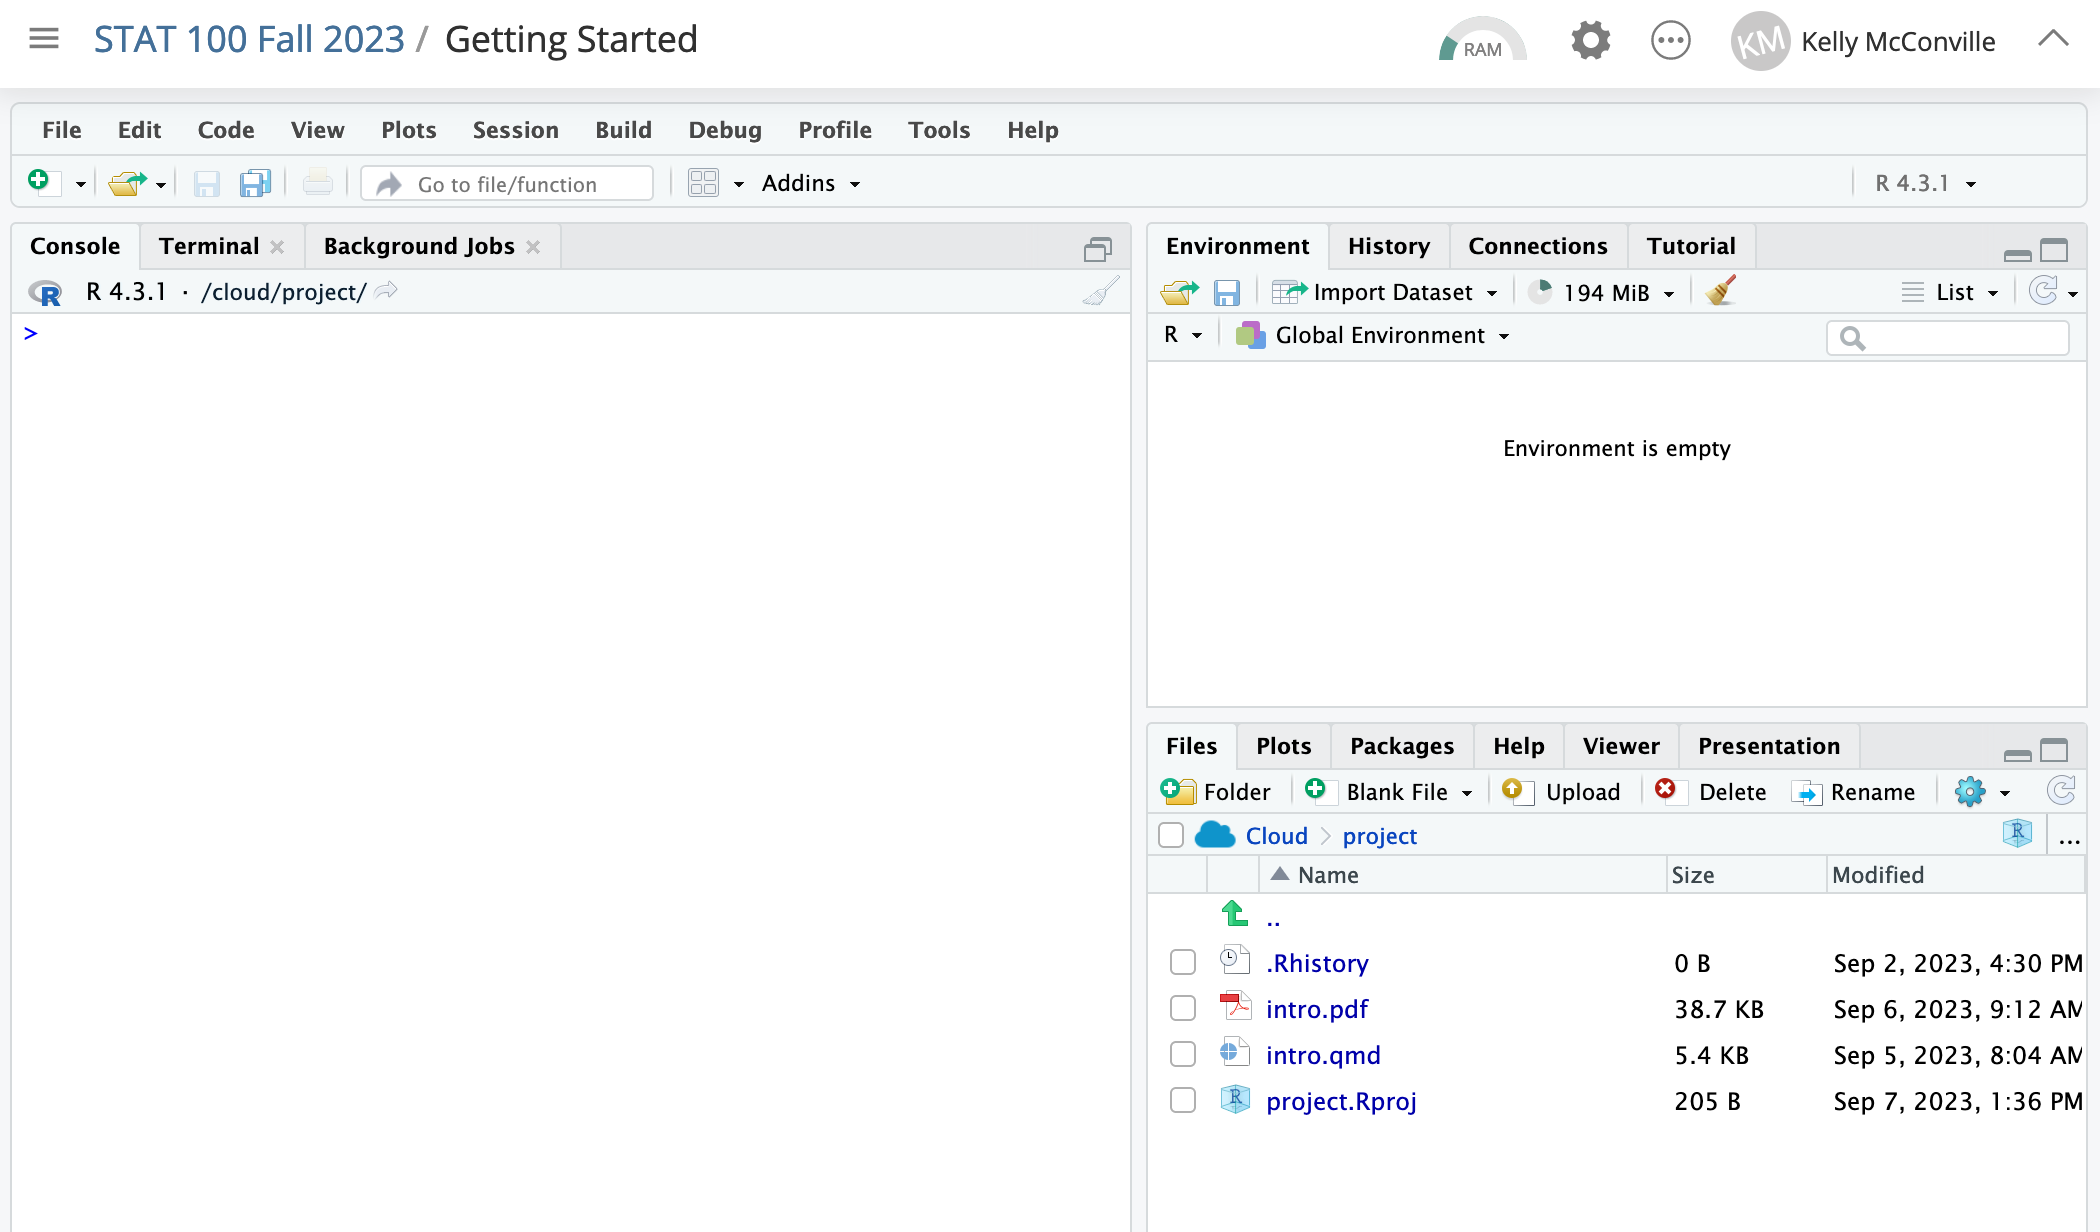 STAT 100 Fall 2023 / Getting Started
RAM
KM Kelly McConville
File Edit Code View Plots Session Build Debug Profile Tools Help
Go to file/function Addins R 4.3.1
Console Terminal Background Jobs
R R 4.3.1 · /cloud/project/
>
Environment History Connections Tutorial
Import Dataset 194 MiB List
R Global Environment
Environment is empty
Files Plots Packages Help Viewer Presentation
Folder Blank File Upload Delete Rename
Cloud project R ...
Name Size Modified
..
.Rhistory 0 B Sep 2, 2023, 4:30 PM
intro.pdf 38.7 KB Sep 6, 2023, 9:12 AM
intro.qmd 5.4 KB Sep 5, 2023, 8:04 AM
R project.Rproj 205 B Sep 7, 2023, 1:36 PM